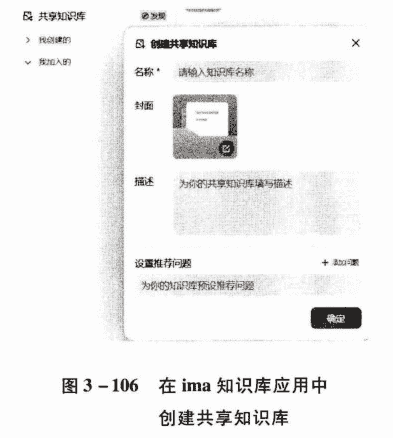 共享知识库
发现
我创建的
我加入的
创建共享知识库
名称* 请输入知识库名称
封面
描述 为你的共享知识库填写描述
设置推荐问题 + 添加问题
为你的知识库预设推荐问题
确定
图 3-106 在 ima 知识库应用中
创建共享知识库